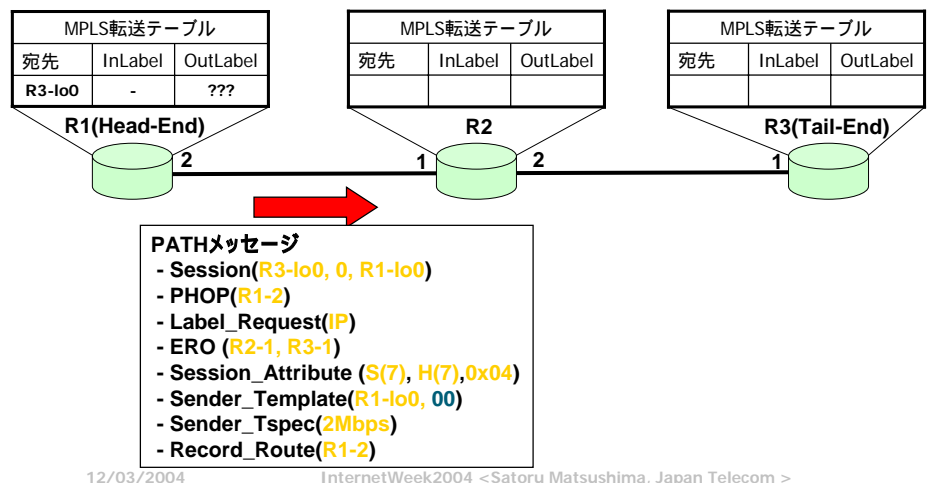 MPLS転送テーブル
宛先 InLabel OutLabel
R3-lo0 - ???
MPLS転送テーブル
宛先 InLabel OutLabel
MPLS転送テーブル
宛先 InLabel OutLabel
R1(Head-End)
R2
R3(Tail-End)
2
1
2
1
PATHメッセージ
- Session(R3-lo0, 0, R1-lo0)
- PHOP(R1-2)
- Label_Request(IP)
- ERO (R2-1, R3-1)
- Session_Attribute (S(7), H(7),0x04)
- Sender_Template(R1-lo0, 00)
- Sender_Tspec(2Mbps)
- Record_Route(R1-2)
12/03/2004 InternetWeek2004 <Satoru Matsushima, Japan Telecom >